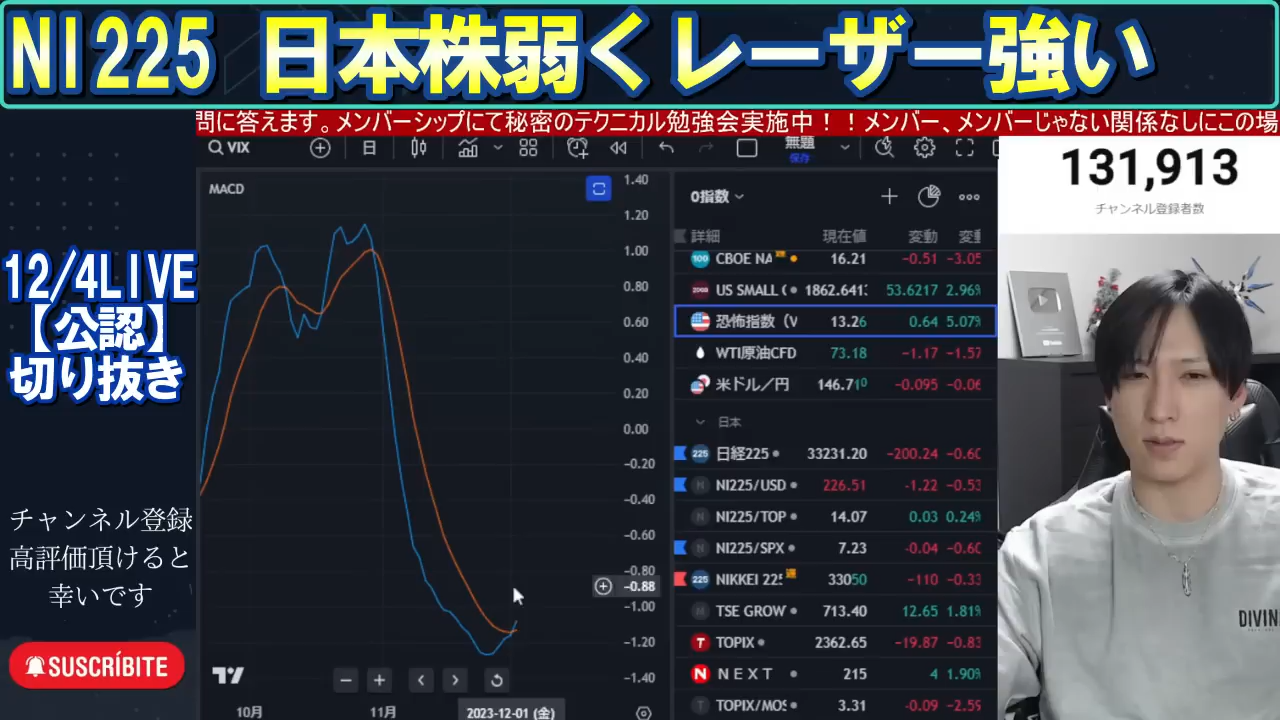 NI225 日本株弱くレーザー強い
問に答えます。メンバーシップにて秘密のテクニカル勉強会実施中！！メンバー、メンバーじゃない関係なしにこの場
VIX
日
無題
保存
131,913
チャンネル登録者数
12/4LIVE
【公認】
切り抜き
チャンネル登録
高評価頂けると
幸いです
SUSCRÍBITE
MACD
1.40
1.20
1.00
0.80
0.60
0.40
0.20
0.00
−0.20
−0.40
−0.60
−0.80
−0.88
−1.00
−1.20
−1.40
10月
11月
2023-12-01 (金)
0指数
詳細 現在値 変動 変動
100 CBOE NA 16.21 −0.51 −3.05
US SMALL C 1862.641 53.6217 2.96%
恐怖指数（V 13.26 0.64 5.07%
WTI原油CFD 73.18 −1.17 −1.57
米ドル／円 146.710 −0.095 −0.06
日本
225 日経225 33231.20 −200.24 −0.60
N NI225/USD 226.51 −1.22 −0.53
N NI225/TOP 14.07 0.03 0.24%
N NI225/SPX 7.23 −0.04 −0.60
225 NIKKEI 225 33050 −110 −0.33
TSE GROW 713.40 12.65 1.81%
T TOPIX 2362.65 −19.87 −0.83
N ＮＥＸＴ 215 4 1.90%
T TOPIX/MOS 3.31 −0.09 −2.59
DIVIN